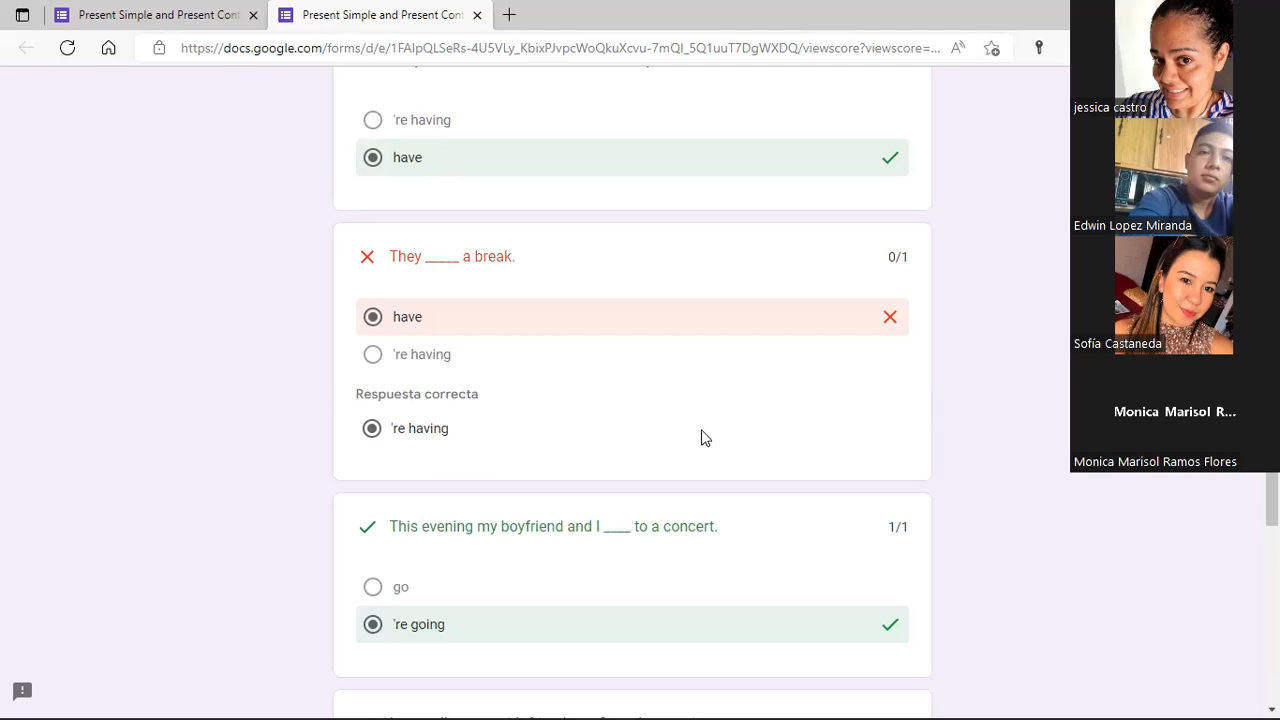 Present Simple and Present Cont
Present Simple and Present Cont
https://docs.google.com/forms/d/e/1FAIpQLSeRs-4U5VLy_KbixPJvpcWoQkuXcvu-7mQI_5Q1uuT7DgWXDQ/viewscore?viewscore=...
're having
have
They _____ a break.
0/1
have
're having
Respuesta correcta
're having
This evening my boyfriend and I ____ to a concert.
1/1
go
're going
jessica castro
Edwin Lopez Miranda
Sofía Castaneda
Monica Marisol R...
Monica Marisol Ramos Flores